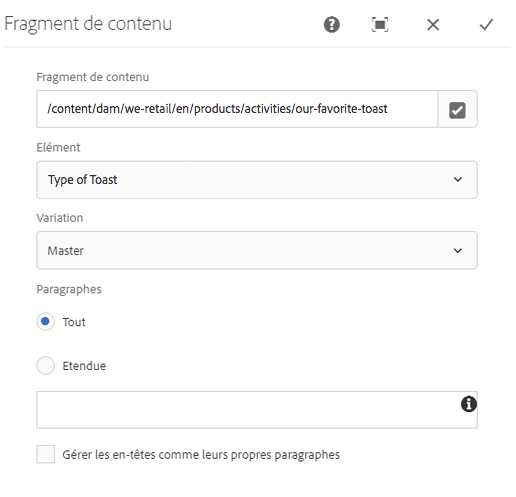 Fragment de contenu
Fragment de contenu
/content/dam/we-retail/en/products/activities/our-favorite-toast
Elément
Type of Toast
Variation
Master
Paragraphes
Tout
Etendue
Gérer les en-têtes comme leurs propres paragraphes